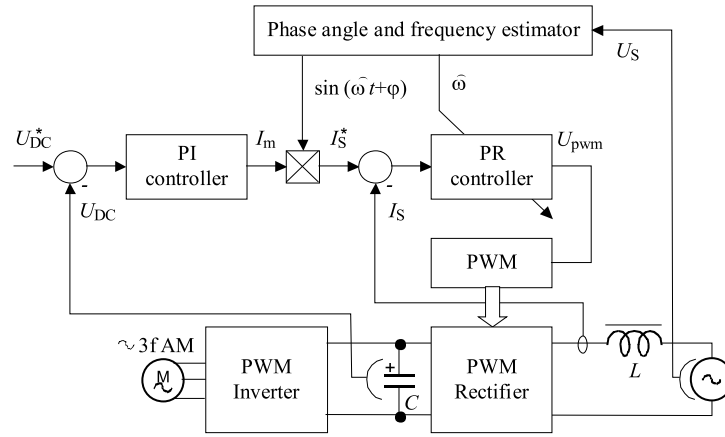 Phase angle and frequency estimator
U_S
sin (ω̂ t+φ)
ω̂
U*_DC
PI
controller
I_m
I*_S
PR
controller
U_pwm
-
U_DC
-
I_S
PWM
~ 3f AM
M
~
PWM
Inverter
+
C
PWM
Rectifier
L
~